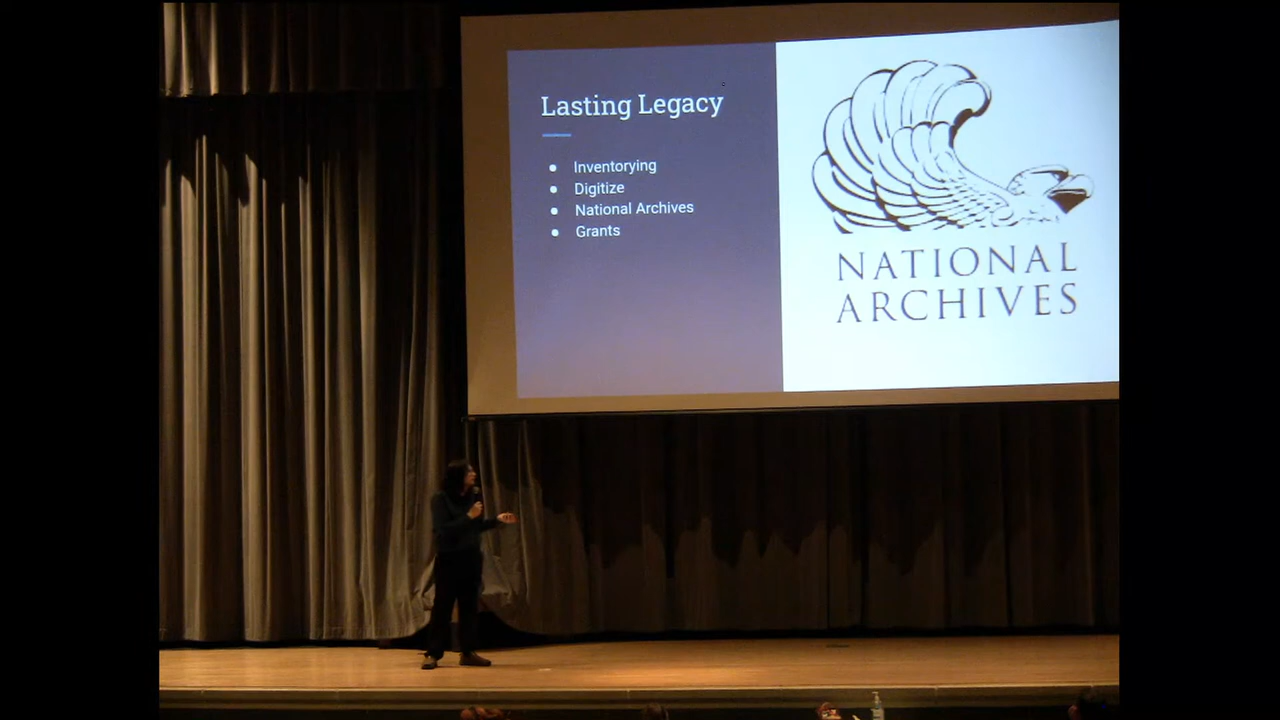 Lasting Legacy
Inventorying
Digitize
National Archives
Grants
NATIONAL
ARCHIVES